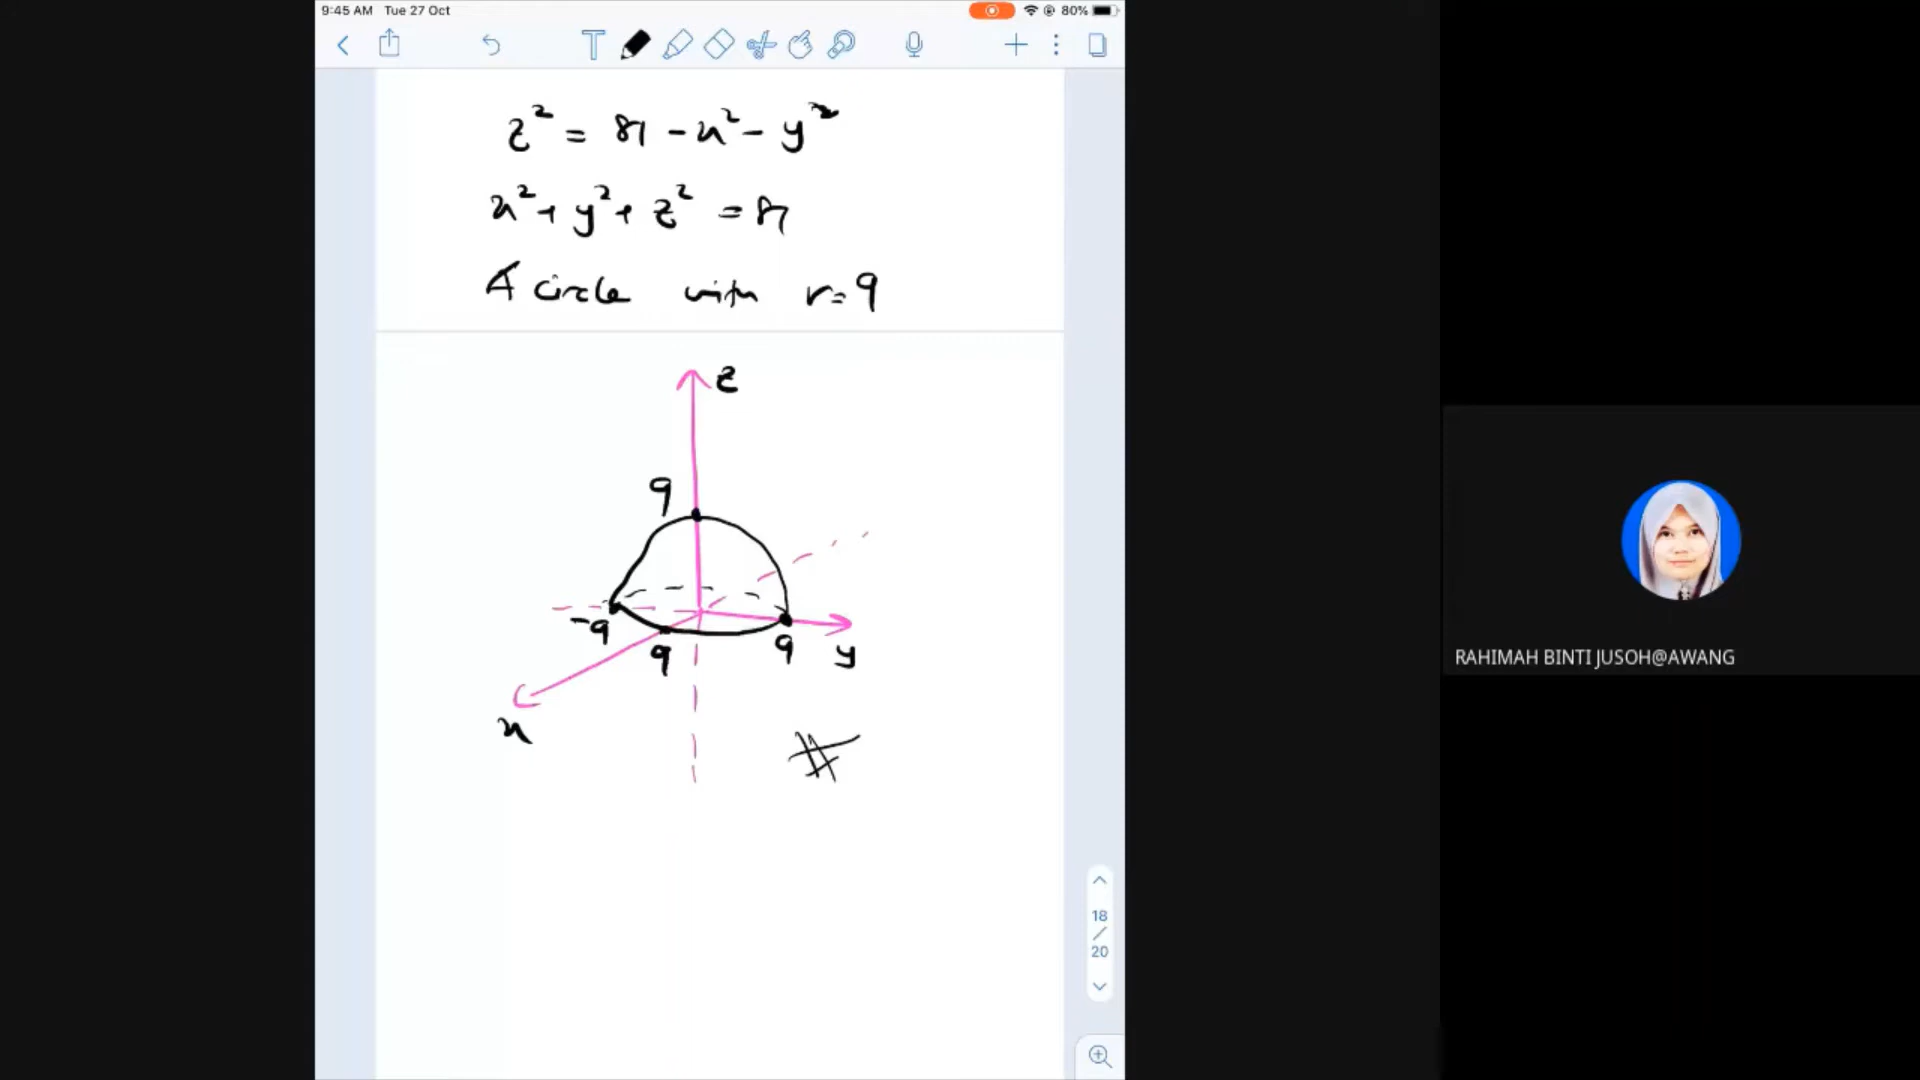 9:45 AM Tue 27 Oct
80%
T
z² = 81 - x² - y²
x² + y² + z² = 81
A circle with r = 9
z
9
-9
9
9
y
x
18
/
20
RAHIMAH BINTI JUSOH@AWANG